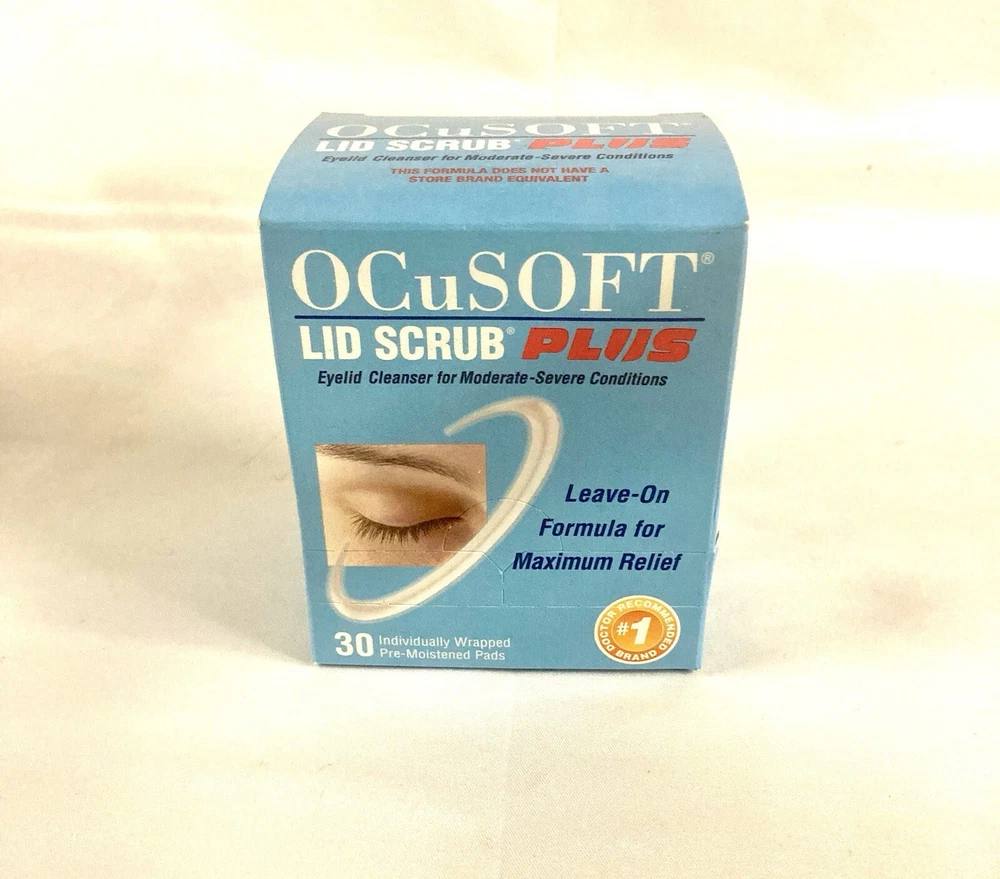 OCuSOFT
LID SCRUB® PLUS
Eyelid Cleanser for Moderate-Severe Conditions
THIS FORMULA DOES NOT HAVE A
STORE BRAND EQUIVALENT
OCuSOFT®
LID SCRUB® PLUS
Eyelid Cleanser for Moderate-Severe Conditions
Leave-On
Formula for
Maximum Relief
30 Individually Wrapped
Pre-Moistened Pads
DOCTOR RECOMMENDED
#1
BRAND